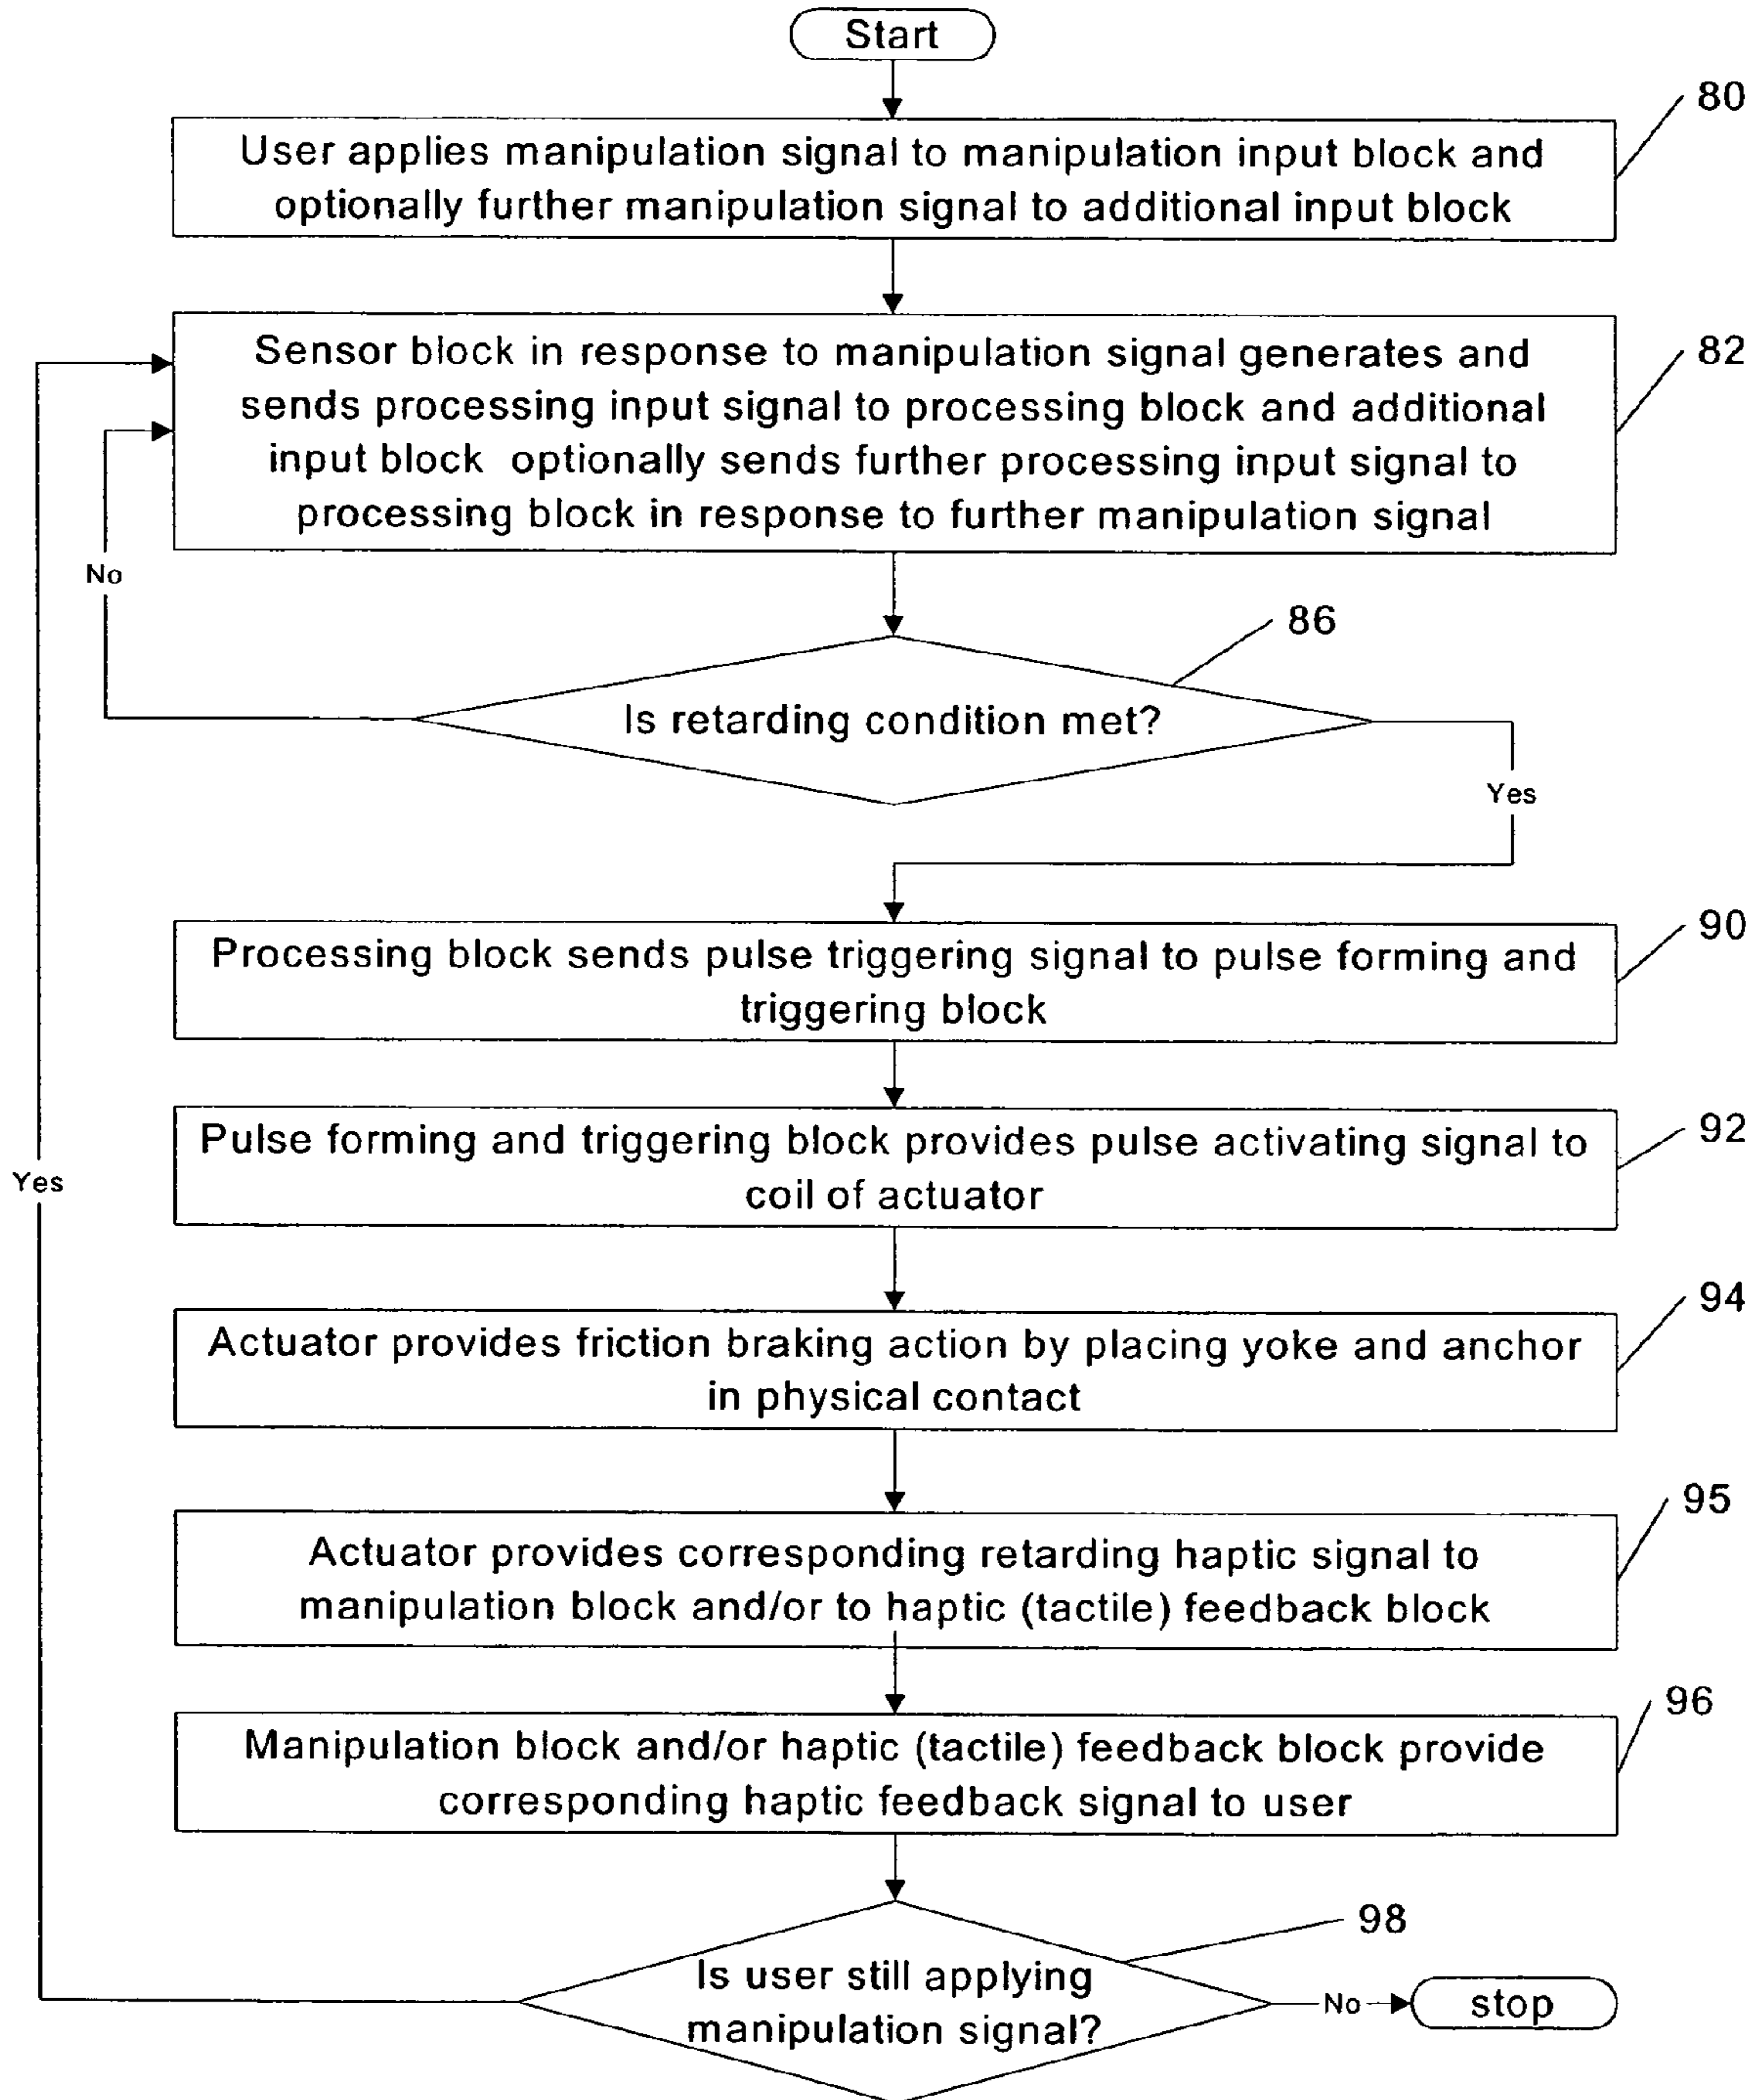 Start
80
User applies manipulation signal to manipulation input block and
optionally further manipulation signal to additional input block
82
Sensor block in response to manipulation signal generates and
sends processing input signal to processing block and additional
input block optionally sends further processing input signal to
processing block in response to further manipulation signal
No
86
Is retarding condition met?
Yes
90
Processing block sends pulse triggering signal to pulse forming and
triggering block
92
Pulse forming and triggering block provides pulse activating signal to
coil of actuator
Yes
94
Actuator provides friction braking action by placing yoke and anchor
in physical contact
95
Actuator provides corresponding retarding haptic signal to
manipulation block and/or to haptic (tactile) feedback block
96
Manipulation block and/or haptic (tactile) feedback block provide
corresponding haptic feedback signal to user
98
Is user still applying
manipulation signal?
No
stop